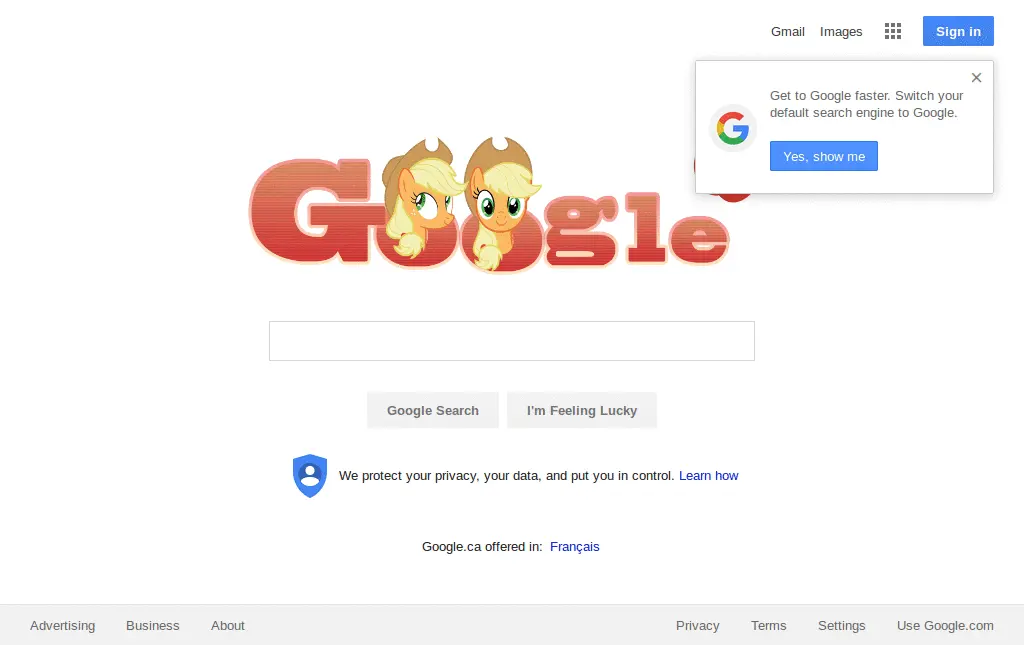 Gmail Images Sign in
Get to Google faster. Switch your
default search engine to Google.
Yes, show me
Google
Google Search I'm Feeling Lucky
We protect your privacy, your data, and put you in control. Learn how
Google.ca offered in: Français
Advertising Business About Privacy Terms Settings Use Google.com